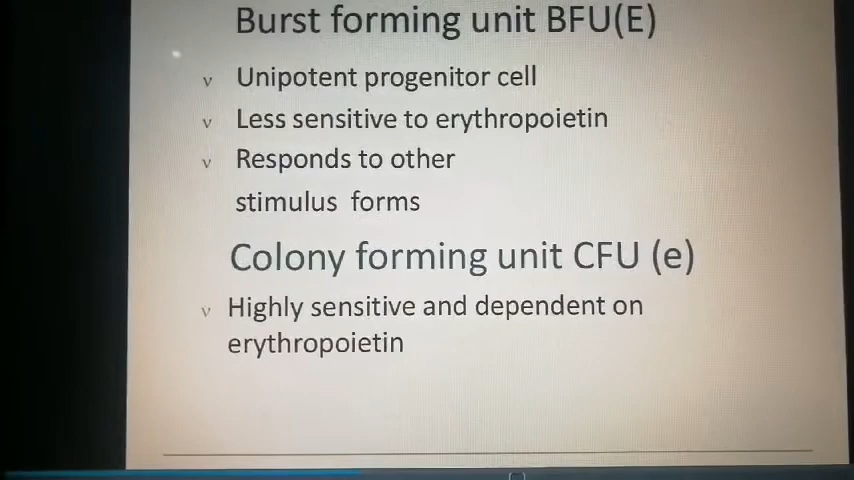 Burst forming unit BFU(E)
v Unipotent progenitor cell
v Less sensitive to erythropoietin
v Responds to other
stimulus forms
Colony forming unit CFU (e)
v Highly sensitive and dependent on
erythropoietin